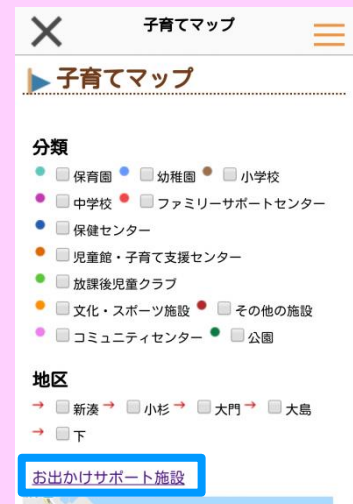 子育てマップ
子育てマップ
分類
保育園 幼稚園 小学校
中学校 ファミリーサポートセンター
保健センター
児童館・子育て支援センター
放課後児童クラブ
文化・スポーツ施設 その他の施設
コミュニティセンター 公園
地区
→ 新湊 → 小杉 → 大門 → 大島
→ 下
お出かけサポート施設